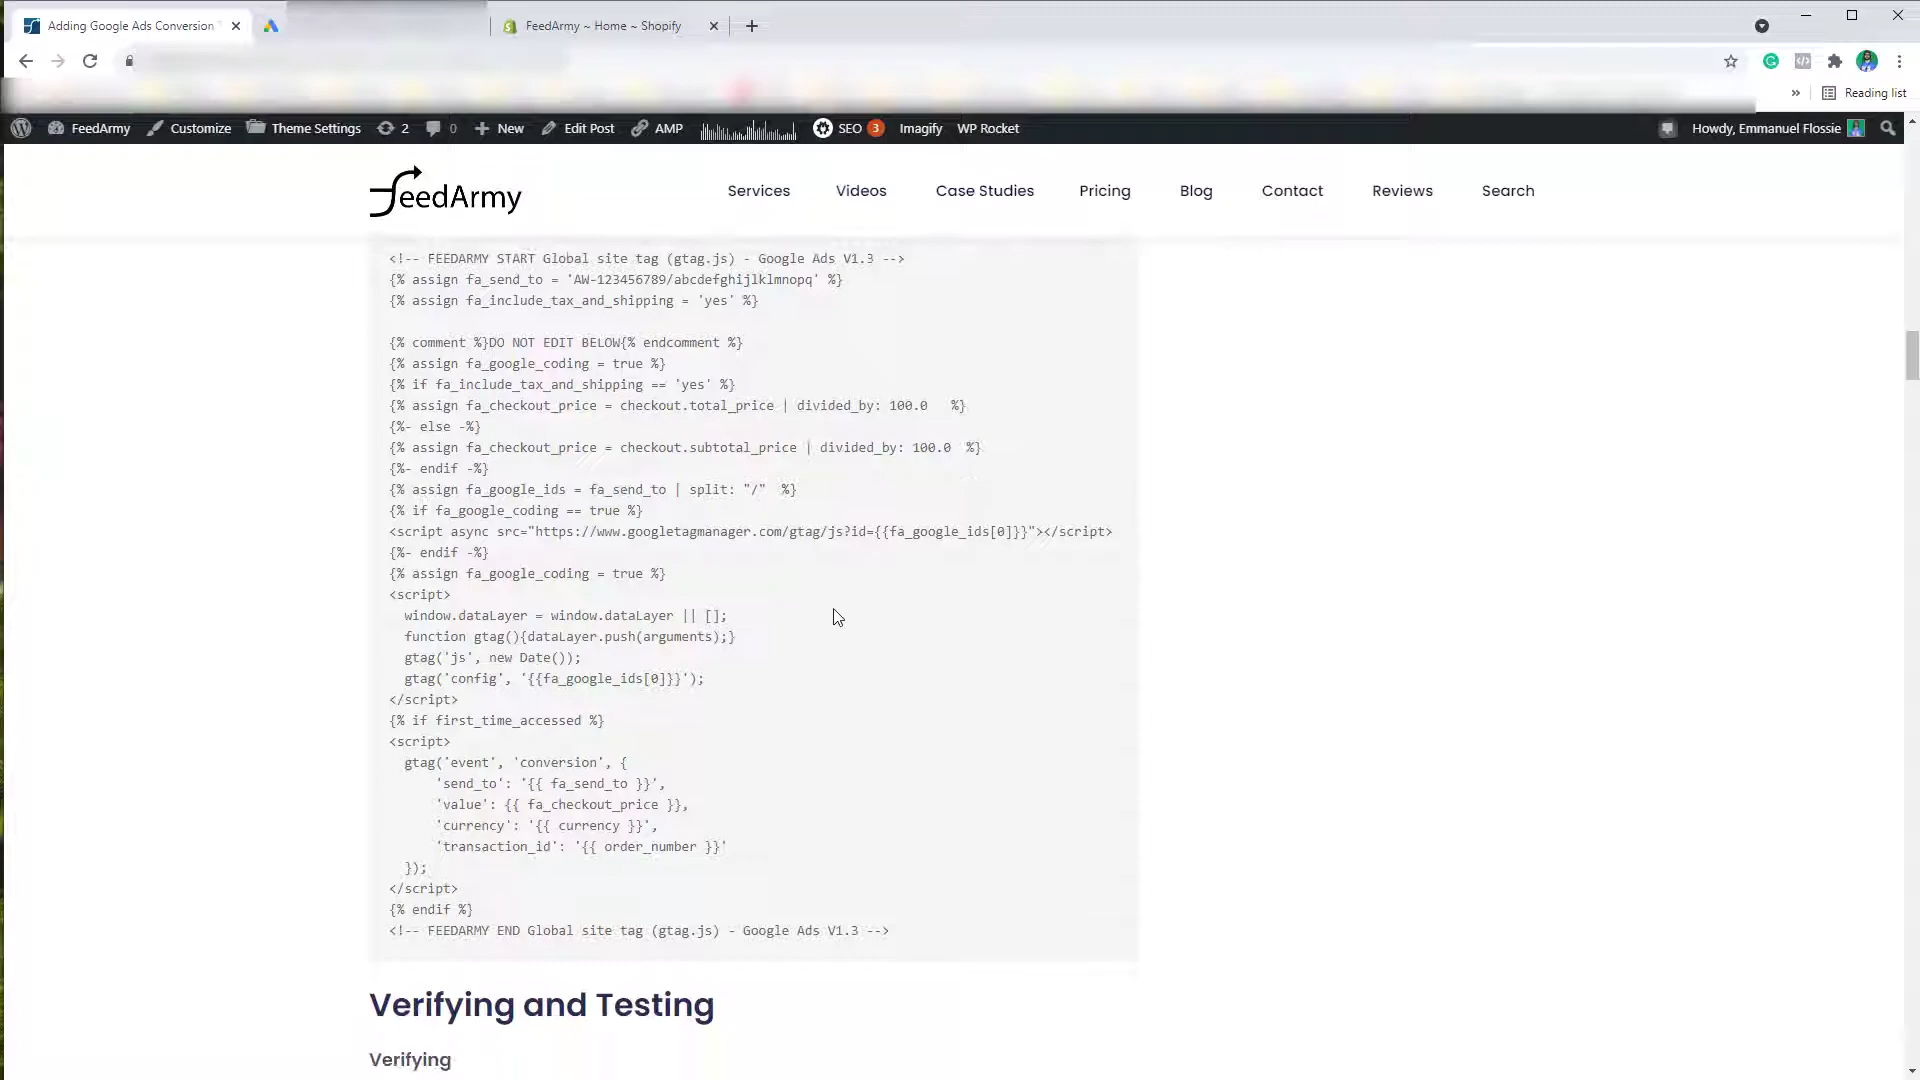 Adding Google Ads Conversion
FeedArmy ~ Home ~ Shopify
Reading list
FeedArmy Customize Theme Settings 2 0 New Edit Post AMP SEO 3 Imagify WP Rocket Howdy, Emmanuel Flossie
FeedArmy
Services Videos Case Studies Pricing Blog Contact Reviews Search
<!-- FEEDARMY START Global site tag (gtag.js) - Google Ads V1.3 -->
{% assign fa_send_to = 'AW-123456789/abcdefghijlklmnopq' %}
{% assign fa_include_tax_and_shipping = 'yes' %}
{% comment %}DO NOT EDIT BELOW{% endcomment %}
{% assign fa_google_coding = true %}
{% if fa_include_tax_and_shipping == 'yes' %}
{% assign fa_checkout_price = checkout.total_price | divided_by: 100.0   %}
{%- else -%}
{% assign fa_checkout_price = checkout.subtotal_price | divided_by: 100.0  %}
{%- endif -%}
{% assign fa_google_ids = fa_send_to | split: "/"  %}
{% if fa_google_coding == true %}
<script async src="https://www.googletagmanager.com/gtag/js?id={{fa_google_ids[0]}}"></script>
{%- endif -%}
{% assign fa_google_coding = true %}
<script>
window.dataLayer = window.dataLayer || [];
function gtag(){dataLayer.push(arguments);}
gtag('js', new Date());
gtag('config', '{{fa_google_ids[0]}}');
</script>
{% if first_time_accessed %}
<script>
gtag('event', 'conversion', {
'send_to': '{{ fa_send_to }}',
'value': {{ fa_checkout_price }},
'currency': '{{ currency }}',
'transaction_id': '{{ order_number }}'
});
</script>
{% endif %}
<!-- FEEDARMY END Global site tag (gtag.js) - Google Ads V1.3 -->
Verifying and Testing
Verifying